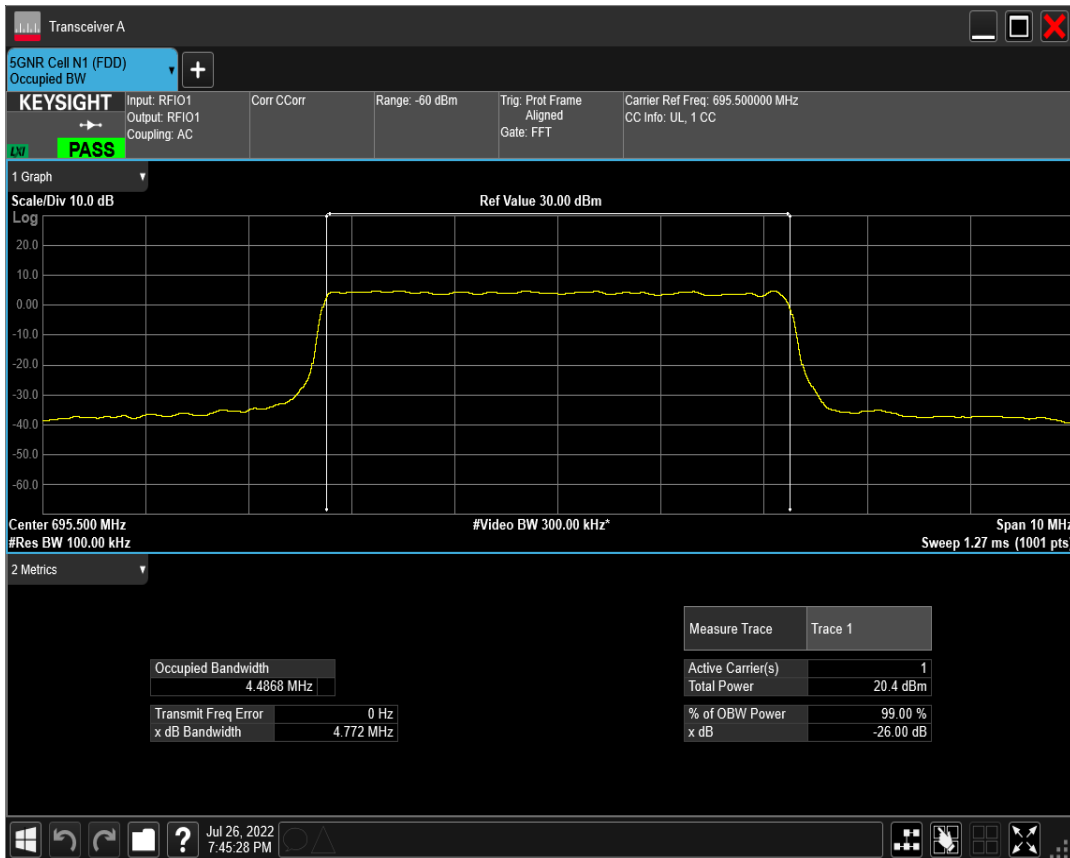 Transceiver A
5GNR Cell N1 (FDD)
Occupied BW
+
KEYSIGHT
LXI
PASS
Input: RFIO1
Output: RFIO1
Coupling: AC
Corr CCorr
Range: -60 dBm
Trig: Prot Frame
Aligned
Gate: FFT
Carrier Ref Freq: 695.500000 MHz
CC Info: UL, 1 CC
1 Graph
Scale/Div 10.0 dB
Ref Value 30.00 dBm
Log
20.0
10.0
0.00
-10.0
-20.0
-30.0
-40.0
-50.0
-60.0
Center 695.500 MHz
#Video BW 300.00 kHz*
Span 10 MHz
#Res BW 100.00 kHz
Sweep 1.27 ms (1001 pts)
2 Metrics
Measure Trace
Trace 1
Occupied Bandwidth
4.4868 MHz
Transmit Freq Error
0 Hz
x dB Bandwidth
4.772 MHz
Active Carrier(s)
1
Total Power
20.4 dBm
% of OBW Power
99.00 %
x dB
-26.00 dB
?
Jul 26, 2022
7:45:28 PM